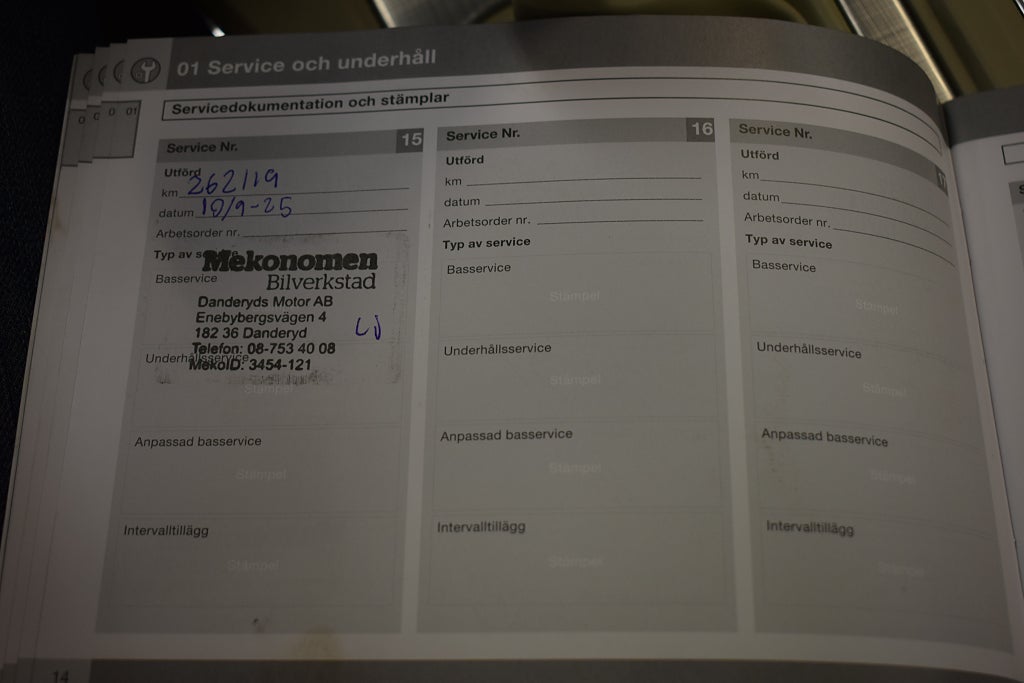 01 Service och underhåll
01
Servicedokumentation och stämplar
Service Nr. 15
Utförd
km 262119
datum 10/9-25
Arbetsorder nr.
Typ av se
Basservice
Mekonomen
Bilverkstad
Danderyds Motor AB
Enebybergsvägen 4
182 36 Danderyd
Telefon: 08-753 40 08
MekoID: 3454-121
Underhållsservice
Stämpel
Anpassad basservice
Stämpel
Intervalltillägg
Stämpel
Service Nr. 16
Utförd
km
datum
Arbetsorder nr.
Typ av service
Basservice
Stämpel
Underhållsservice
Stämpel
Anpassad basservice
Stämpel
Intervalltillägg
Stämpel
Service Nr. 17
Utförd
km
datum
Arbetsorder nr.
Typ av service
Basservice
Stämpel
Underhållsservice
Stämpel
Anpassad basservice
Stämpel
Intervalltillägg
Stämpel
14